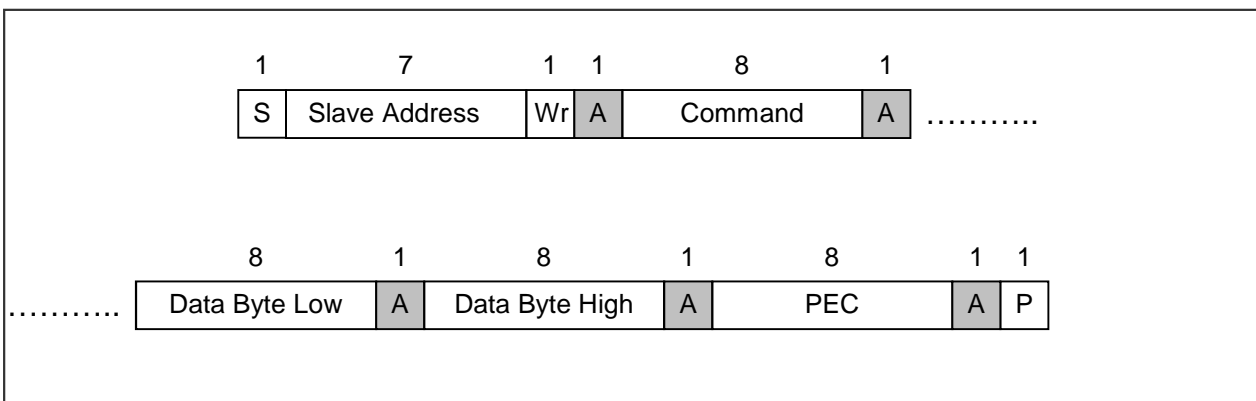 1 7 1 1 8 1
S Slave Address Wr A Command A ………..
8 1 8 1 8 1 1
……….. Data Byte Low A Data Byte High A PEC A P